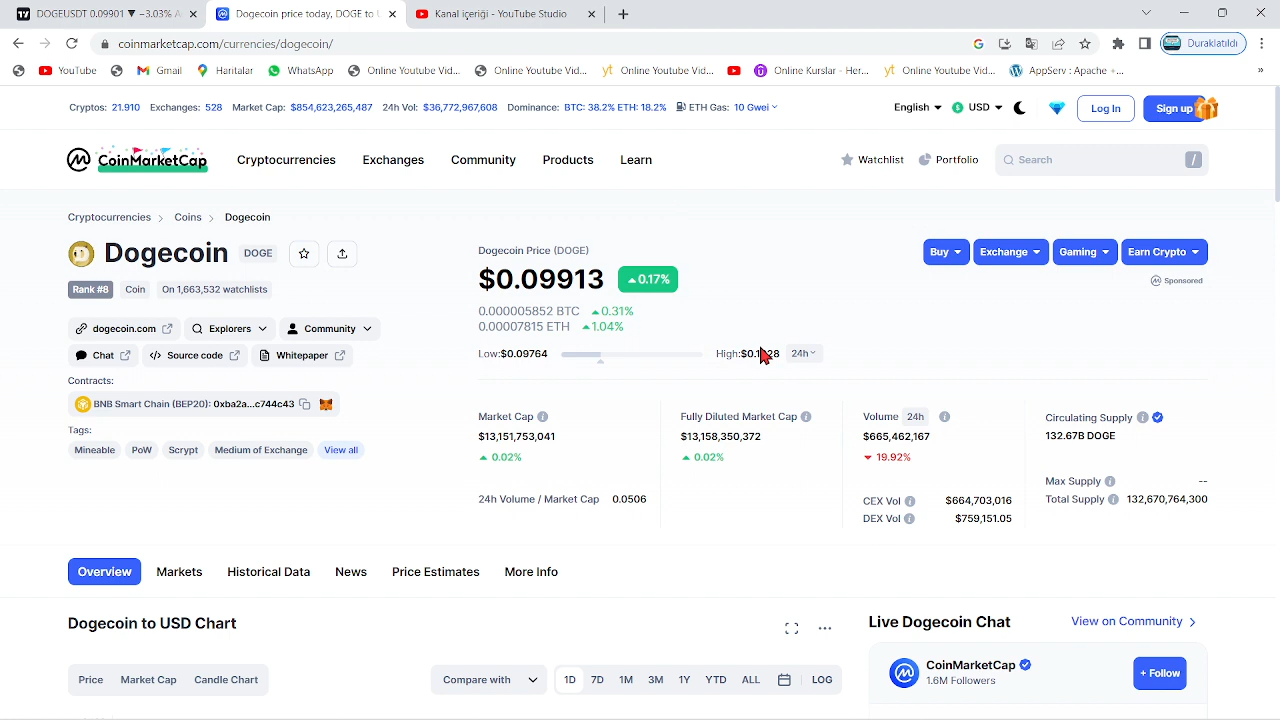 DOGEUSDT 0.09901 ▼ −3.03% A
Dogecoin price today, DOGE to U
Kanal içeriği - YouTube Studio
coinmarketcap.com/currencies/dogecoin/
Duraklatıldı
YouTube
Gmail
Haritalar
WhatsApp
Online Youtube Vid...
Online Youtube Vid...
Online Youtube Vid...
Online Kurslar - Her...
Online Youtube Vid...
AppServ : Apache +...
»
Cryptos: 21.910 Exchanges: 528 Market Cap: $854,623,265,487 24h Vol: $36,772,967,608 Dominance: BTC: 38.2% ETH: 18.2% ETH Gas: 10 Gwei
English
USD
Log In
Sign up
CoinMarketCap
Cryptocurrencies
Exchanges
Community
Products
Learn
Watchlist
Portfolio
Search
/
Cryptocurrencies > Coins > Dogecoin
Dogecoin DOGE
Rank #8
Coin
On 1,663,532 watchlists
dogecoin.com
Explorers
Community
Chat
Source code
Whitepaper
Contracts:
BNB Smart Chain (BEP20): 0xba2a...c744c43
Tags:
Mineable
PoW
Scrypt
Medium of Exchange
View all
Dogecoin Price (DOGE)
$0.09913 0.17%
0.000005852 BTC 0.31%
0.00007815 ETH 1.04%
Low:$0.09764
24h
Buy
Exchange
Gaming
Earn Crypto
Sponsored
Market Cap
$13,151,753,041
0.02%
24h Volume / Market Cap 0.0506
Fully Diluted Market Cap
$13,158,350,372
0.02%
Volume 24h
$665,462,167
19.92%
CEX Vol $664,703,016
DEX Vol $759,151.05
Circulating Supply
132.67B DOGE
Max Supply --
Total Supply 132,670,764,300
Overview
Markets
Historical Data
News
Price Estimates
More Info
Dogecoin to USD Chart
Price
Market Cap
Candle Chart
Compare with
1D
7D
1M
3M
1Y
YTD
ALL
LOG
Live Dogecoin Chat
View on Community >
CoinMarketCap
1.6M Followers
+ Follow